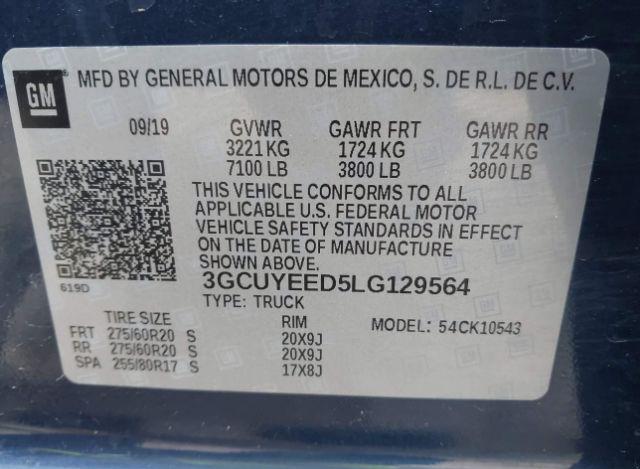 GM
MFD BY GENERAL MOTORS DE MEXICO, S. DE R.L. DE C.V.
09/19 GVWR GAWR FRT GAWR RR
3221 KG 1724 KG 1724 KG
7100 LB 3800 LB 3800 LB
THIS VEHICLE CONFORMS TO ALL
APPLICABLE U.S. FEDERAL MOTOR
VEHICLE SAFETY STANDARDS IN EFFECT
ON THE DATE OF MANUFACTURE
SHOWN ABOVE.
3GCUYEED5LG129564
619D
TYPE: TRUCK
TIRE SIZE RIM MODEL: 54CK10543
FRT 275/60R20 S 20X9J
RR 275/60R20 S 20X9J
SPA 255/80R17 S 17X8J